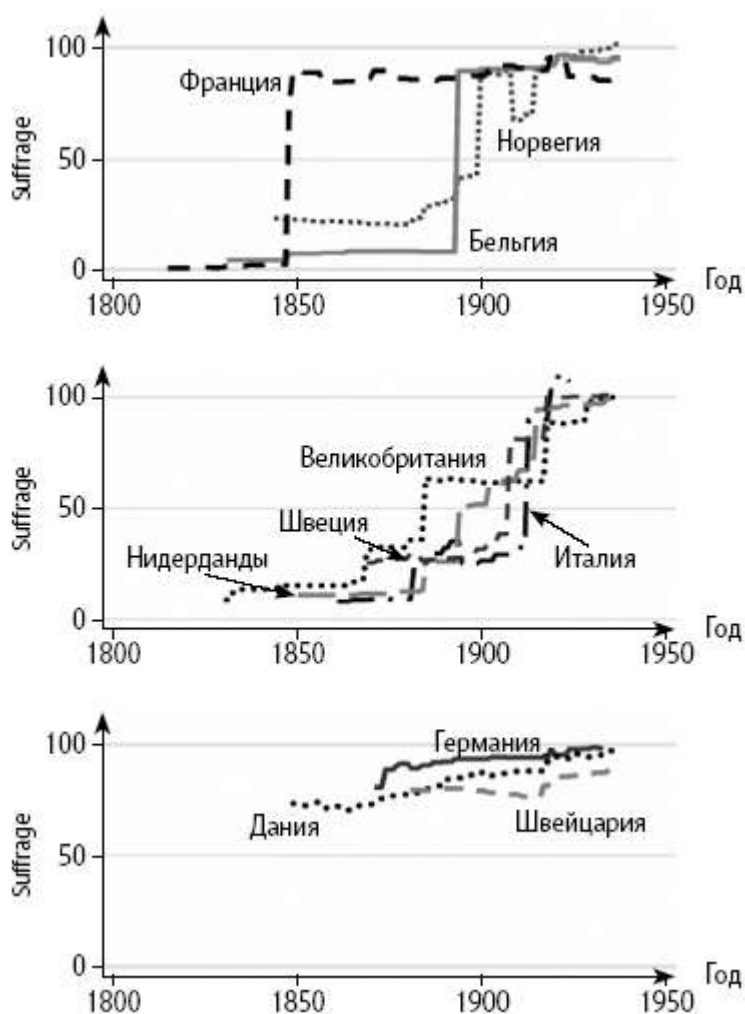 100
50
0
Suffrage
Франция
Норвегия
Бельгия
1800
1850
1900
1950
Год
100
50
0
Suffrage
Великобритания
Швеция
Нидерданды
Италия
1800
1850
1900
1950
Год
100
50
0
Suffrage
Германия
Дания
Швейцария
1800
1850
1900
1950
Год